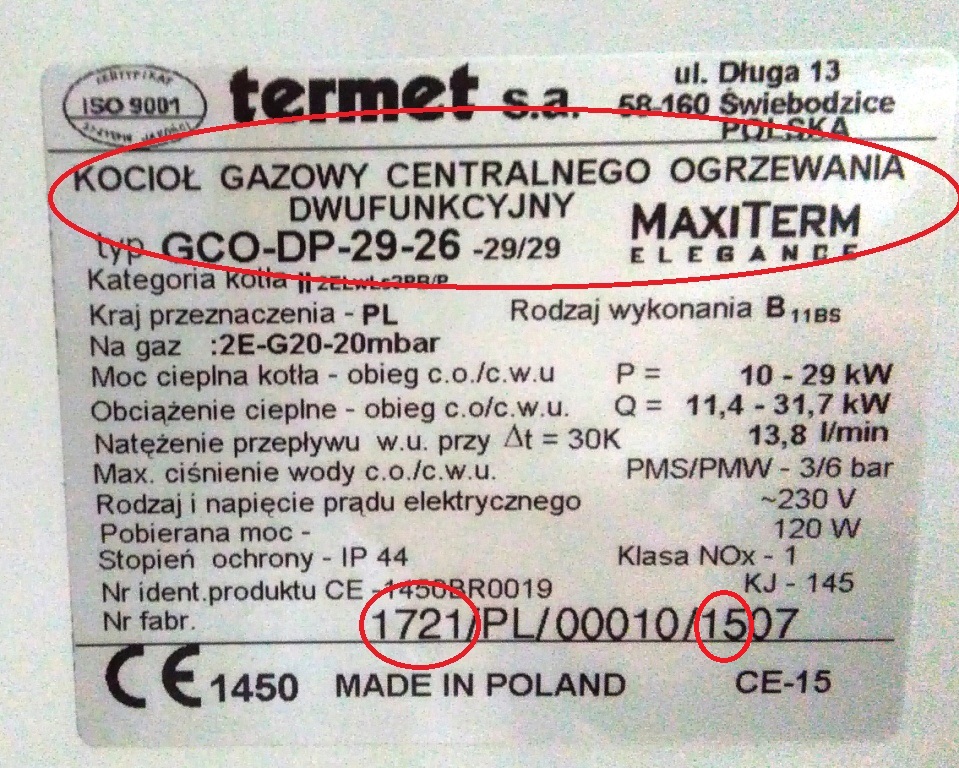 CERTYFIKAT
ISO 9001
termet s.a.
ul. Długa 13
58-160 Świebodzice
POLSKA
KOCIOŁ GAZOWY CENTRALNEGO OGRZEWANIA
DWUFUNKCYJNY
MAXITERM
ELEGANCE
typ GCO-DP-29-26 -29/29
Kategoria kotła II 2ELwLs3PB/P
Kraj przeznaczenia - PL Rodzaj wykonania B 11BS
Na gaz :2E-G20-20mbar
Moc cieplna kotła - obieg c.o./c.w.u P = 10 - 29 kW
Obciążenie cieplne - obieg c.o/c.w.u. Q = 11,4 - 31,7 kW
Natężenie przepływu w.u. przy Δt = 30K 13,8 l/min
Max. ciśnienie wody c.o./c.w.u. PMS/PMW - 3/6 bar
Rodzaj i napięcie prądu elektrycznego ~230 V
Pobierana moc - 120 W
Stopień ochrony - IP 44 Klasa NOx - 1
Nr ident.produktu CE -1450BR0019 KJ - 145
Nr fabr. 1721/PL/00010/1507
CE 1450 MADE IN POLAND CE-15